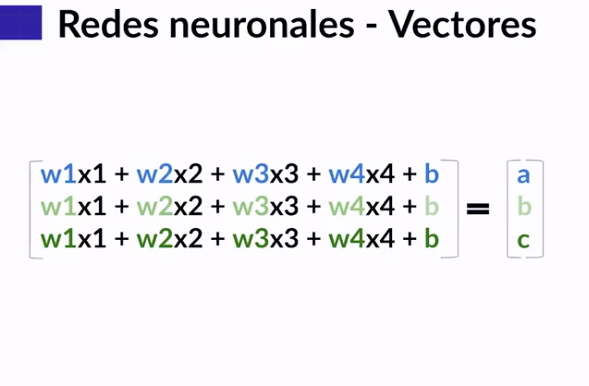 Redes neuronales - Vectores
w1x1 + w2x2 + w3x3 + w4x4 + b = a
w1x1 + w2x2 + w3x3 + w4x4 + b = b
w1x1 + w2x2 + w3x3 + w4x4 + b = c